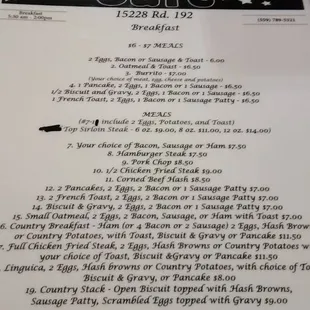 Breakfast
5:30 am - 2:00pm
15228 Rd. 192
Breakfast
$6 - $7 MEALS
2 Eggs, Bacon or Sausage & Toast - 6.00
2. Oatmeal & Toast - $6.50
3. Burrito - $7.00
(Your choice of meat, egg, cheese and potatoes)
4. 1 Pancake, 2 Eggs, 1 Bacon or 1 Sausage - $6.50
1/2 Biscuit and Gravy, 1 Egg, 1 Bacon or 1 Sausage - $6.50
1 French Toast, 2 Eggs, 1 Bacon or 1 Sausage Patty - $6.50
MEALS
include 2 Eggs, Potatoes, and Toast)
Top Sirloin Steak - 6 oz. $9.00, 8 oz. $11.00, 12 oz. $14.00)
7. Your choice of Bacon, Sausage or Ham $7.50
8. Hamburger Steak $7.50
9. Pork Chop $8.50
10. 1/2 Chicken Fried Steak $9.00
11. Corned Beef Hash $8.50
12. 2 Pancakes, 2 Eggs, 2 Bacon or 1 Sausage Patty $7.00
13. 2 French Toast, 2 Eggs, 2 Bacon or 1 Sausage Patty $7.00
14. Biscuit & Gravy, 2 Eggs, 2 Bacon or 1 Sausage Patty $7.00
15. Small Oatmeal, 2 Eggs, 2 Bacon, Sausage, or Ham with Toast $7.00
6. Country Breakfast - Ham (or 4 Bacon or 2 Sausage) 2 Eggs, Hash Brow
or Country Potatoes, with Toast, Biscuit & Gravy or Pancake $11.50
7. Full Chicken Fried Steak, 2 Eggs, Hash Browns or Country Potatoes w
your choice of Toast, Biscuit &Gravy or Pancake $11.50
Linguica, 2 Eggs, Hash browns or Country Potatoes, with choice of To
Biscuit & Gravy, or Pancake $8.00
19. Country Stack - Open Biscuit topped with Hash Browns,
Sausage Patty, Scrambled Eggs topped with Gravy $9.00